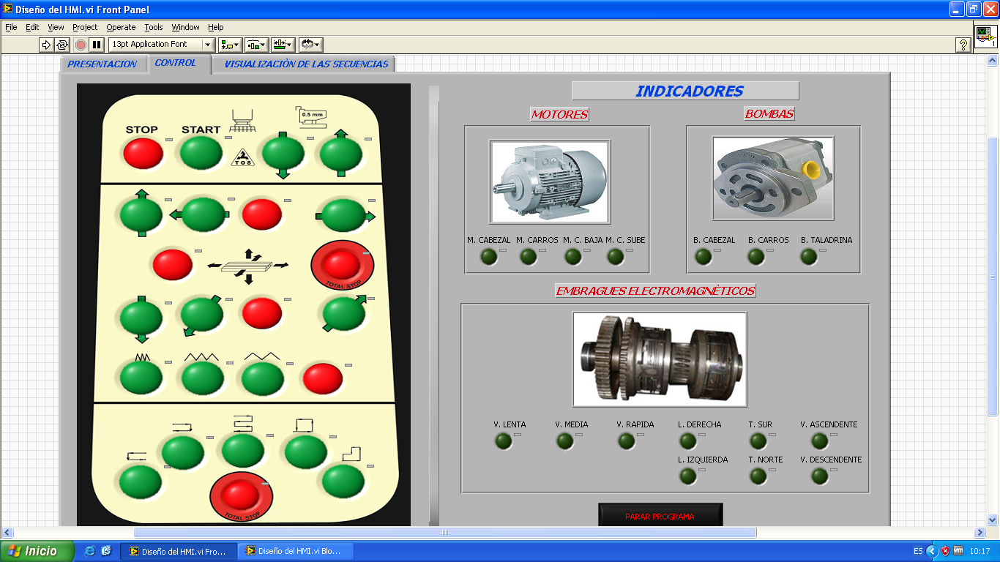 Diseño del HMI.vi Front Panel
File Edit View Project Operate Tools Window Help
13pt Application Font
1
PRESENTACION CONTROL VISUALIZACIÒN DE LAS SECUENCIAS
STOP START
0.5 mm
TOS
TOTAL STOP
TOTAL STOP
INDICADORES
MOTORES
BOMBAS
M. CABEZAL M. CARROS M. C. BAJA M. C. SUBE
B. CABEZAL B. CARROS B. TALADRINA
EMBRAGUES ELECTROMAGNÈTICOS
V. LENTA V. MEDIA V. RAPIDA L. DERECHA T. SUR V. ASCENDENTE
L. IZQUIERDA T. NORTE V. DESCENDENTE
PARAR PROGRAMA
Inicio
Diseño del HMI.vi Fro...
Diseño del HMI.vi Blo...
ES
10:17